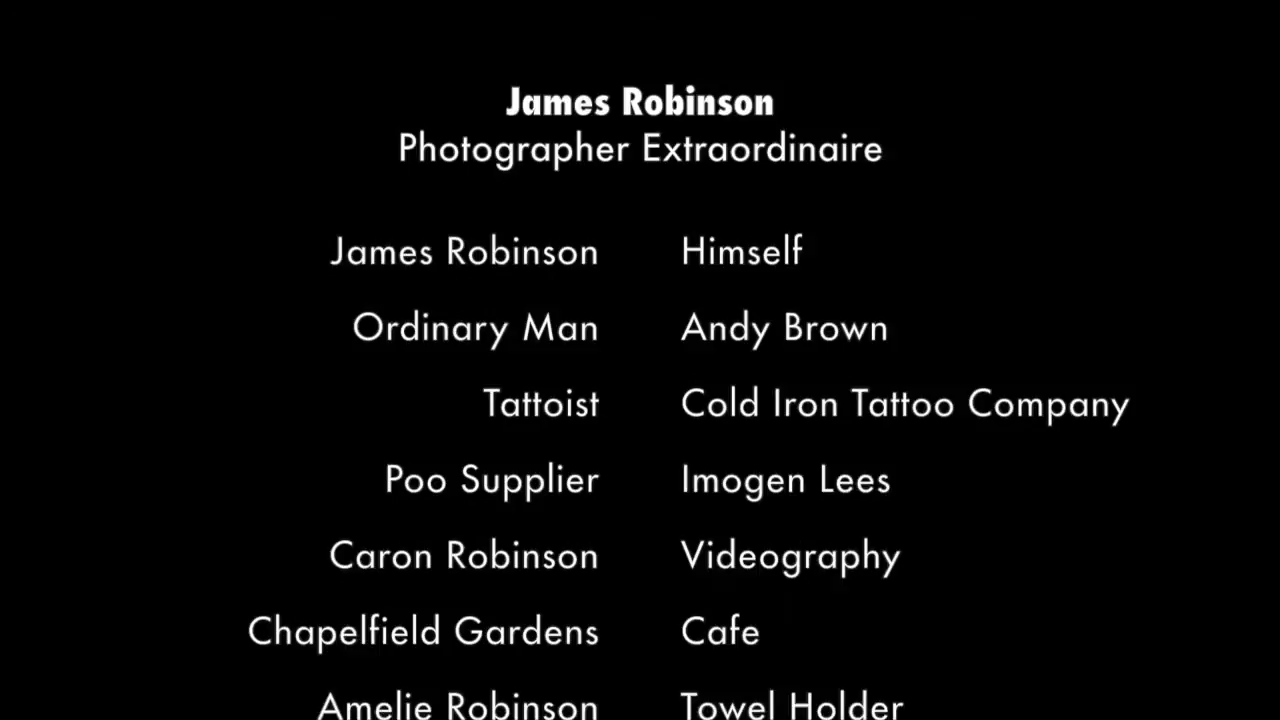 James Robinson
Photographer Extraordinaire
James Robinson Himself
Ordinary Man Andy Brown
Tattoist Cold Iron Tattoo Company
Poo Supplier Imogen Lees
Caron Robinson Videography
Chapelfield Gardens Cafe
Amelie Robinson Towel Holder